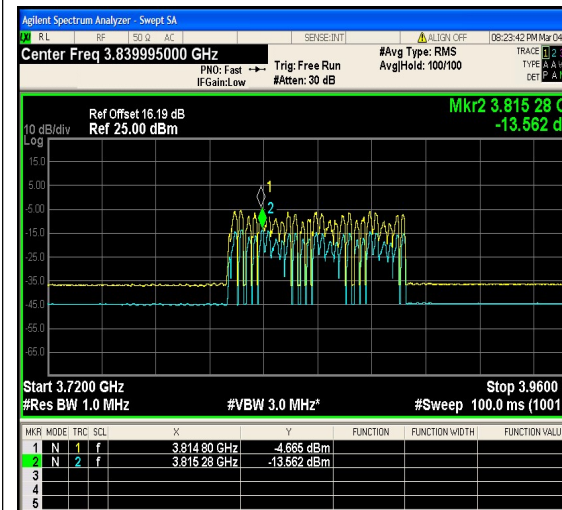 Agilent Spectrum Analyzer - Swept SA
RL RF 50 Ω AC SENSE:INT ALIGN OFF 08:23:42 PM Mar 04
Center Freq 3.839995000 GHz #Avg Type: RMS TRACE 1 2
PNO: Fast Trig: Free Run Avg|Hold: 100/100 TYPE A A
IFGain:Low #Atten: 30 dB DET P A
Mkr2 3.815 28
Ref Offset 16.19 dB
10 dB/div Ref 25.00 dBm -13.562 d
Log
15.0
5.00
1
-5.00
2
-15.0
-25.0
-35.0
-45.0
-55.0
-65.0
Start 3.7200 GHz Stop 3.9600
#Res BW 1.0 MHz #VBW 3.0 MHz* #Sweep 100.0 ms (1001
MKR MODE TRC SCL X Y FUNCTION FUNCTION WIDTH FUNCTION VALU
1 N 1 f 3.814 80 GHz -4.665 dBm
2 N 2 f 3.815 28 GHz -13.562 dBm
3
4
5